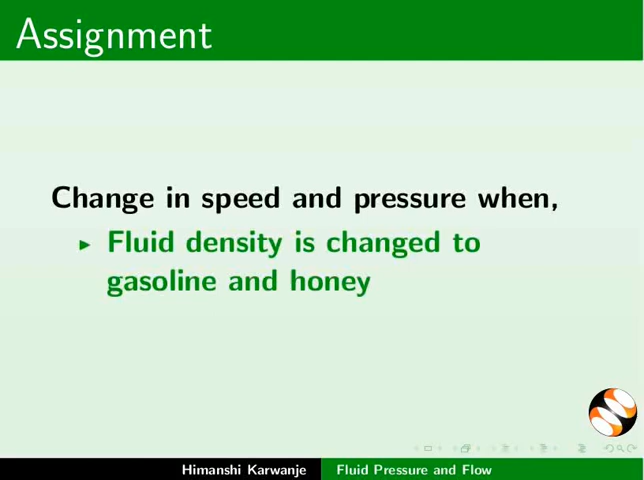 Assignment
Change in speed and pressure when,
Fluid density is changed to
gasoline and honey
Himanshi Karwanje
Fluid Pressure and Flow